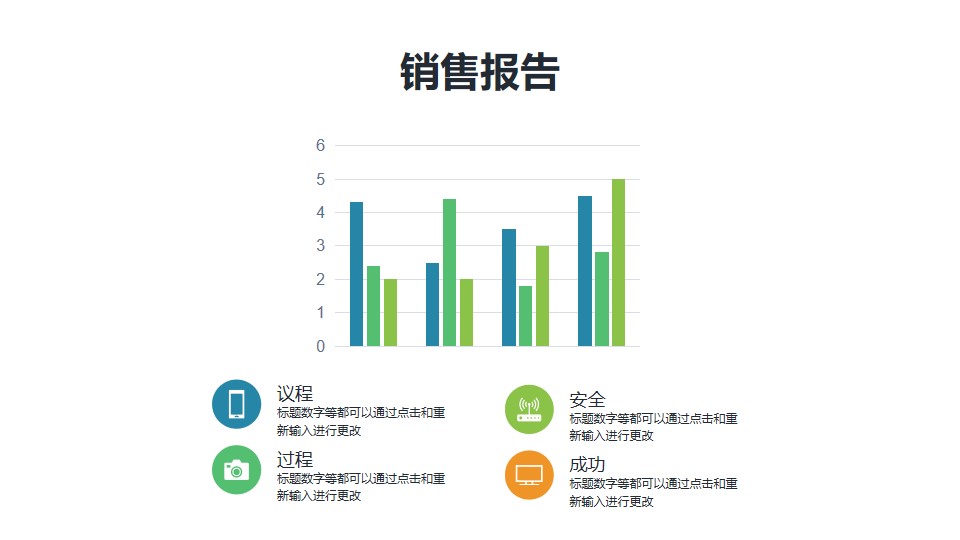 销售报告
6
5
4
3
2
1
0
议程
标题数字等都可以通过点击和重
新输入进行更改
过程
标题数字等都可以通过点击和重
新输入进行更改
安全
标题数字等都可以通过点击和重
新输入进行更改
成功
标题数字等都可以通过点击和重
新输入进行更改